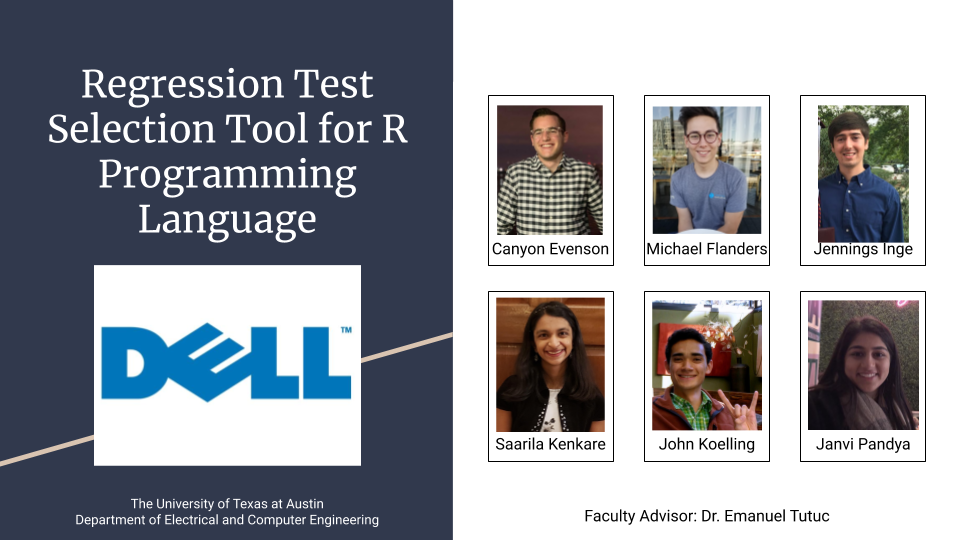 Regression Test
Selection Tool for R
Programming
Language
DELL™
The University of Texas at Austin
Department of Electrical and Computer Engineering
Canyon Evenson
Michael Flanders
Jennings Inge
Saarila Kenkare
John Koelling
Janvi Pandya
Faculty Advisor: Dr. Emanuel Tutuc